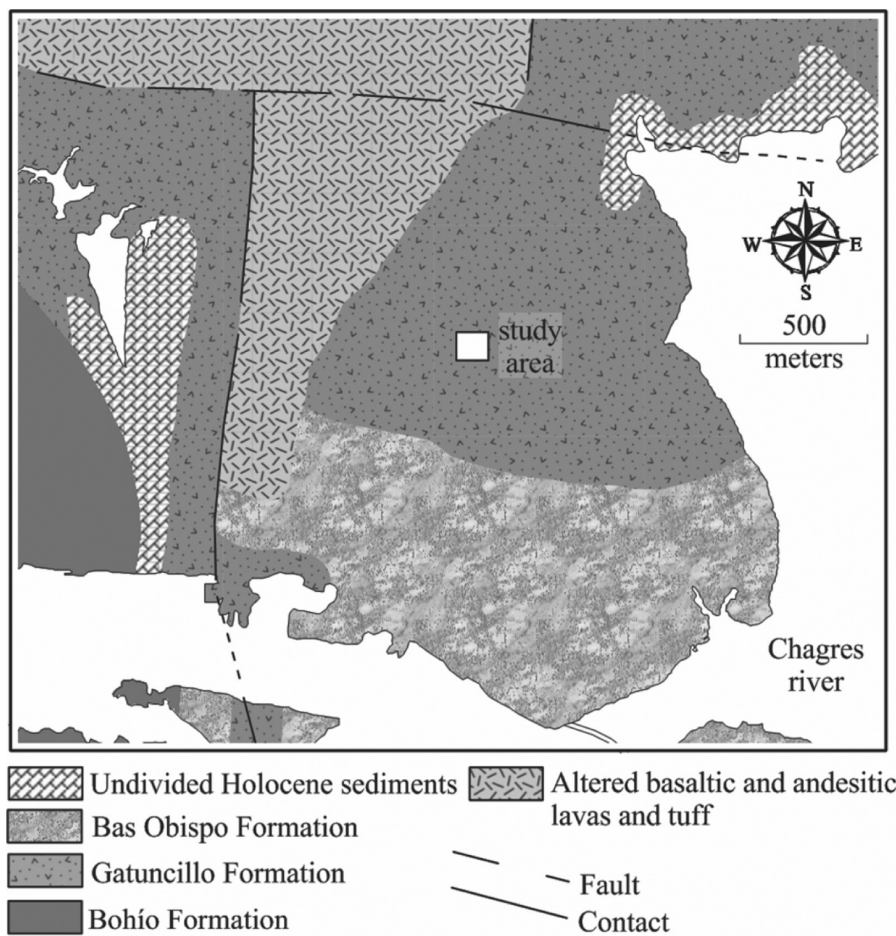 N
W E
S
500
meters
study
area
Chagres
river
Undivided Holocene sediments
Bas Obispo Formation
Gatuncillo Formation
Bohío Formation
Altered basaltic and andesitic
lavas and tuff
Fault
Contact